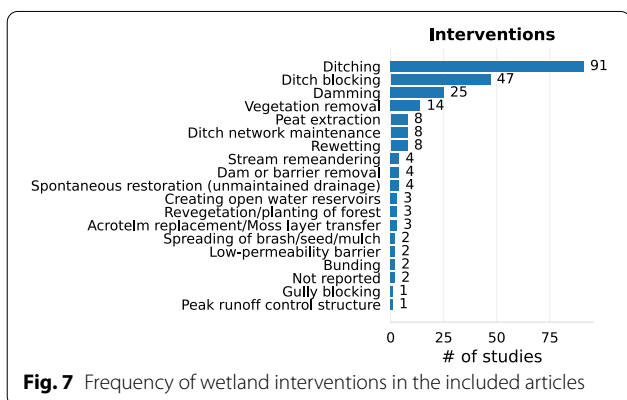 Interventions
Ditching 91
Ditch blocking 47
Damming 25
Vegetation removal 14
Peat extraction 8
Ditch network maintenance 8
Rewetting 8
Stream remeandering 4
Dam or barrier removal 4
Spontaneous restoration (unmaintained drainage) 4
Creating open water reservoirs 3
Revegetation/planting of forest 3
Acrotelm replacement/Moss layer transfer 3
Spreading of brash/seed/mulch 2
Low-permeability barrier 2
Bunding 2
Not reported 2
Gully blocking 1
Peak runoff control structure 1
0 25 50 75
# of studies
Fig. 7 Frequency of wetland interventions in the included articles